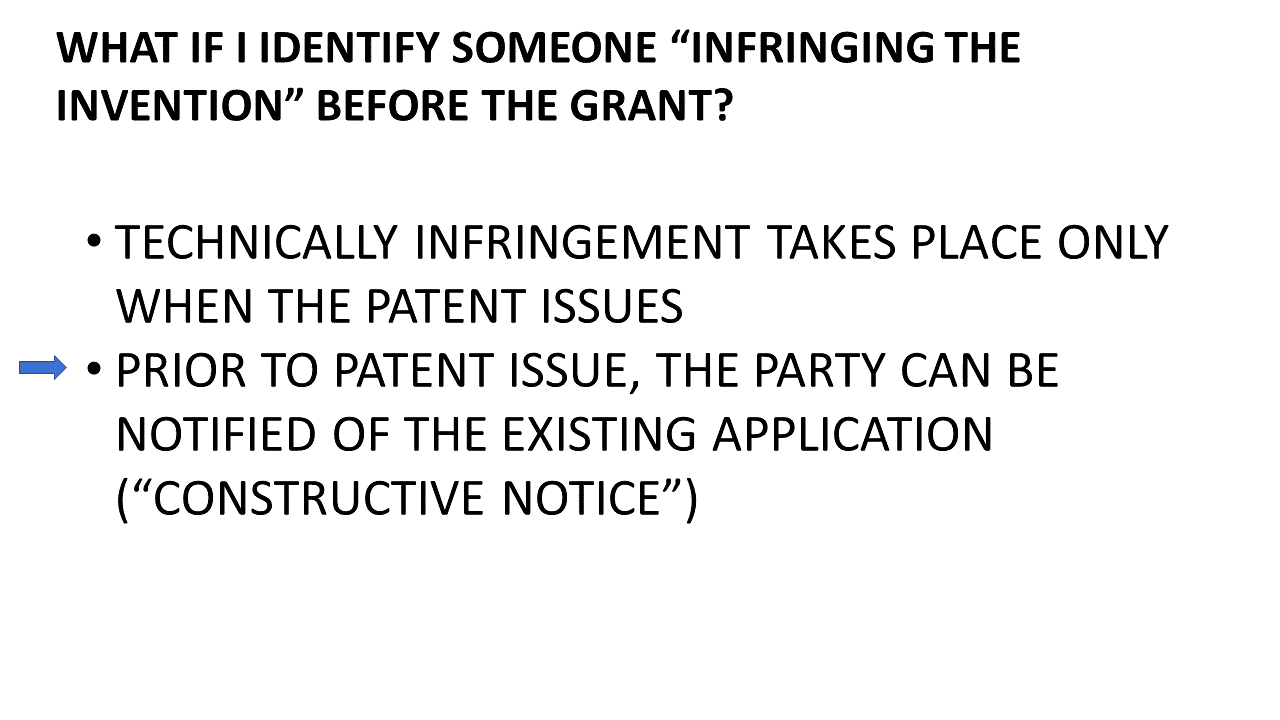 WHAT IF I IDENTIFY SOMEONE “INFRINGING THE
INVENTION” BEFORE THE GRANT?
• TECHNICALLY INFRINGEMENT TAKES PLACE ONLY
WHEN THE PATENT ISSUES
• PRIOR TO PATENT ISSUE, THE PARTY CAN BE
NOTIFIED OF THE EXISTING APPLICATION
(“CONSTRUCTIVE NOTICE”)